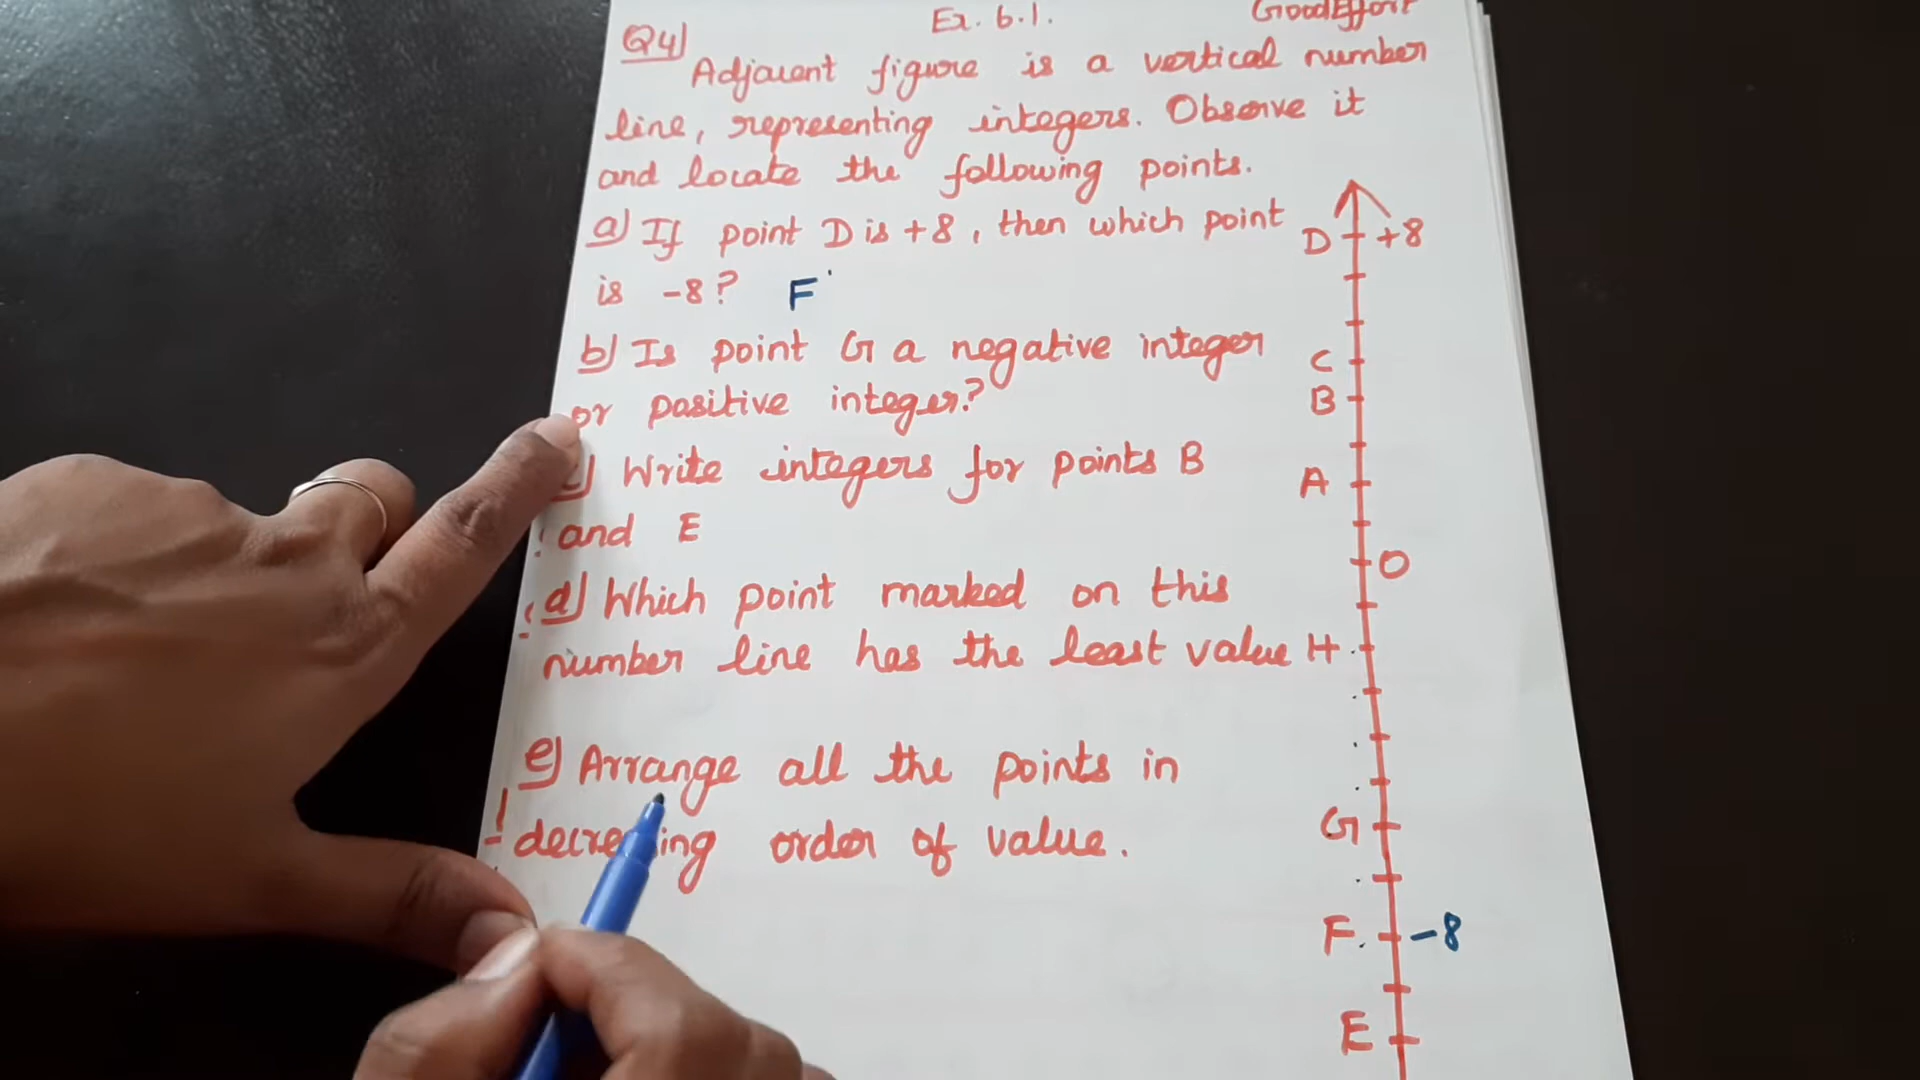 Ex. 6.1. GoodEffort
Q4) Adjacent figure is a vertical number
line, representing integers. Observe it
and locate the following points.
a) If point D is +8, then which point
is -8? F
b) Is point G a negative integer
or positive integer?
c) Write integers for points B
and E
d) Which point marked on this
number line has the least value
e) Arrange all the points in
decreasing order of value.
D +8
C
B
A
O
H
G
F -8
E